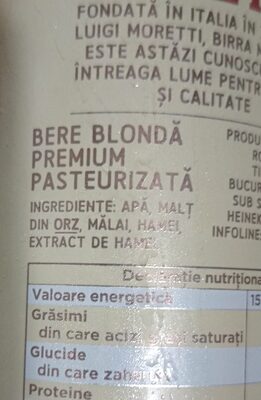 FONDATĂ ÎN ITALIA ÎN
LUIGI MORETTI, BIRRA
ESTE ASTĂZI CUNOSC
ÎNTREAGA LUME PENTR
ȘI CALITATE
BERE BLONDĂ
PREMIUM
PASTEURIZATĂ
INGREDIENTE: APĂ, MALȚ
DIN ORZ, MĂLAI, HAMEI,
EXTRACT DE HAMEI
PRODU
RO
TI
BUCUR
SUB S
HEINEK
INFOLINE
Declarație nutrițional
Valoare energetică 15
Grăsimi
din care acizi grași saturați
Glucide
din care zaharuri
Proteine